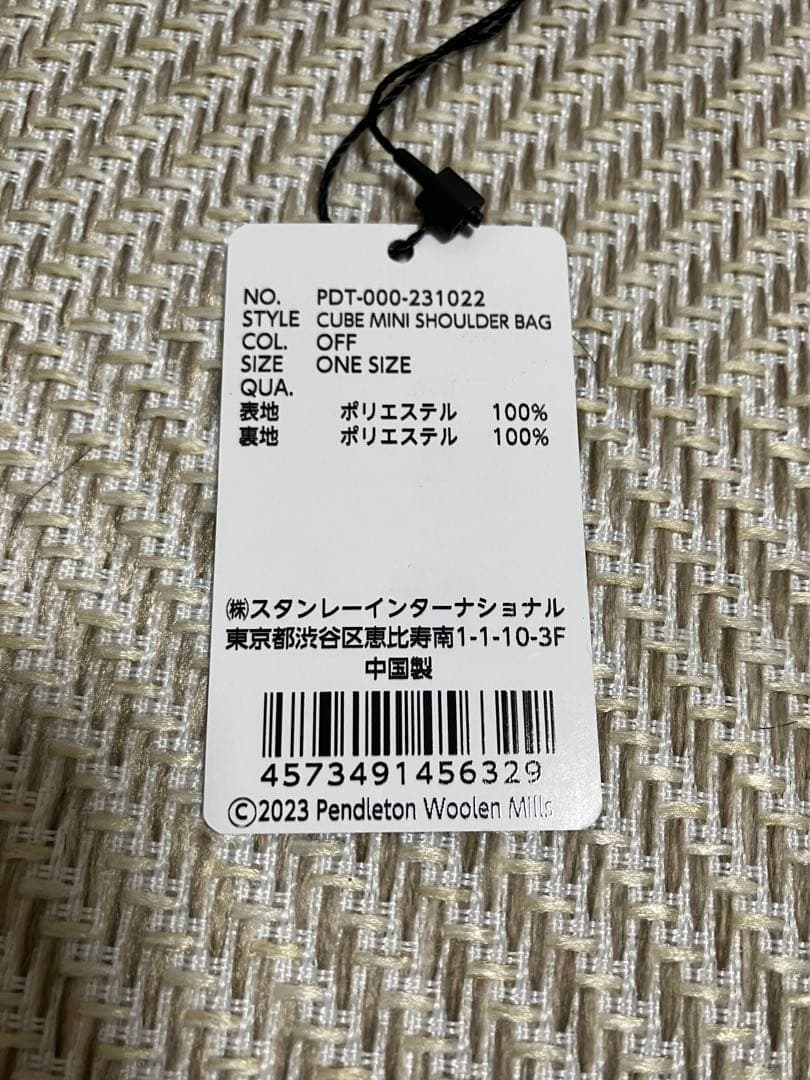 NO. PDT-000-231022
STYLE CUBE MINI SHOULDER BAG
COL. OFF
SIZE ONE SIZE
QUA.
表地 ポリエステル 100%
裏地 ポリエステル 100%
㈱スタンレーインターナショナル
東京都渋谷区恵比寿南1-1-10-3F
中国製
4573491456329
©2023 Pendleton Woolen Mills